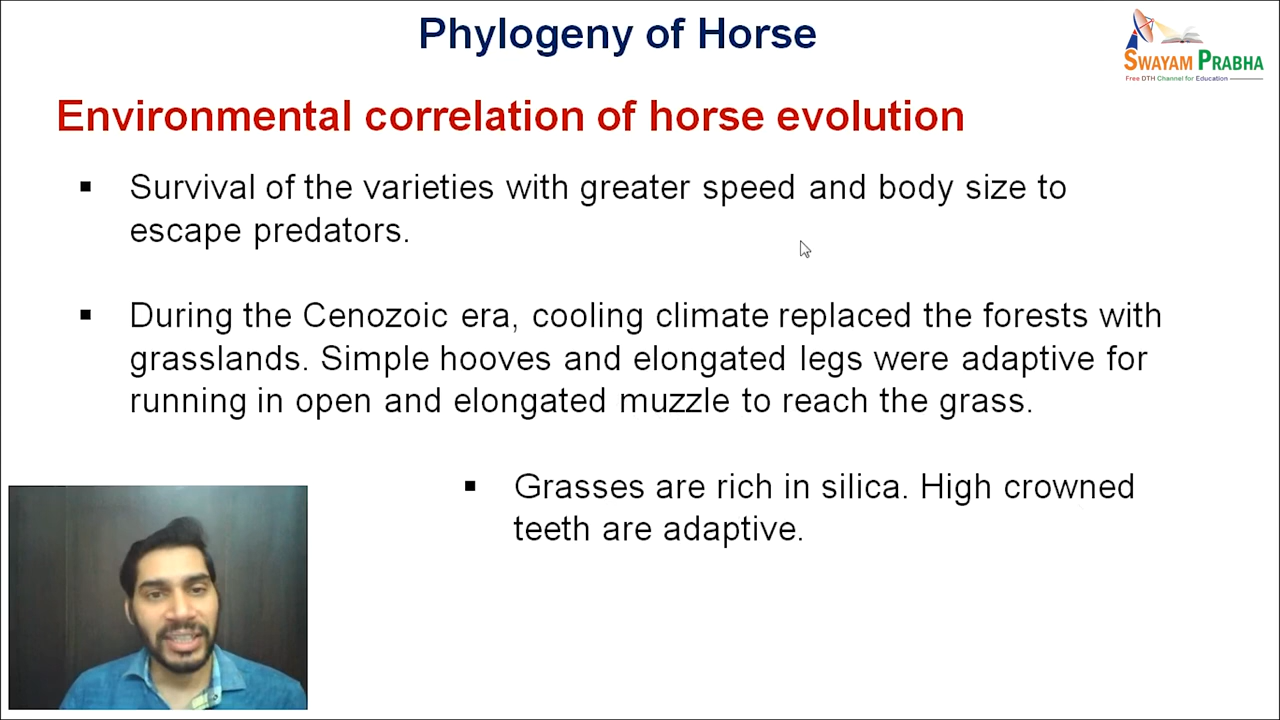 Phylogeny of Horse
SWAYAM PRABHA
Free DTH Channel for Education
Environmental correlation of horse evolution
▪ Survival of the varieties with greater speed and body size to
escape predators.
▪ During the Cenozoic era, cooling climate replaced the forests with
grasslands. Simple hooves and elongated legs were adaptive for
running in open and elongated muzzle to reach the grass.
▪ Grasses are rich in silica. High crowned
teeth are adaptive.